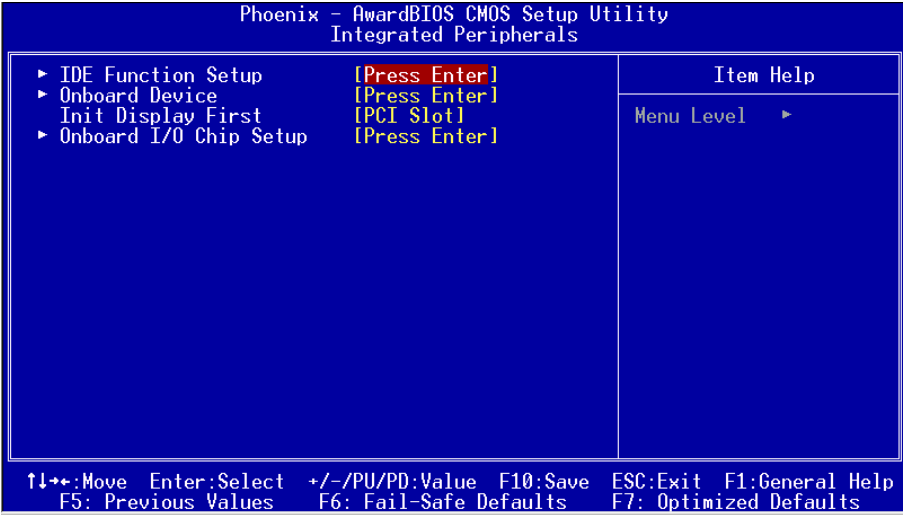 Phoenix - AwardBIOS CMOS Setup Utility
Integrated Peripherals
► IDE Function Setup [Press Enter]
► Onboard Device [Press Enter]
Init Display First [PCI Slot]
► Onboard I/O Chip Setup [Press Enter]
Item Help
Menu Level ►
↑↓→←:Move Enter:Select +/-/PU/PD:Value F10:Save ESC:Exit F1:General Help
F5: Previous Values F6: Fail-Safe Defaults F7: Optimized Defaults